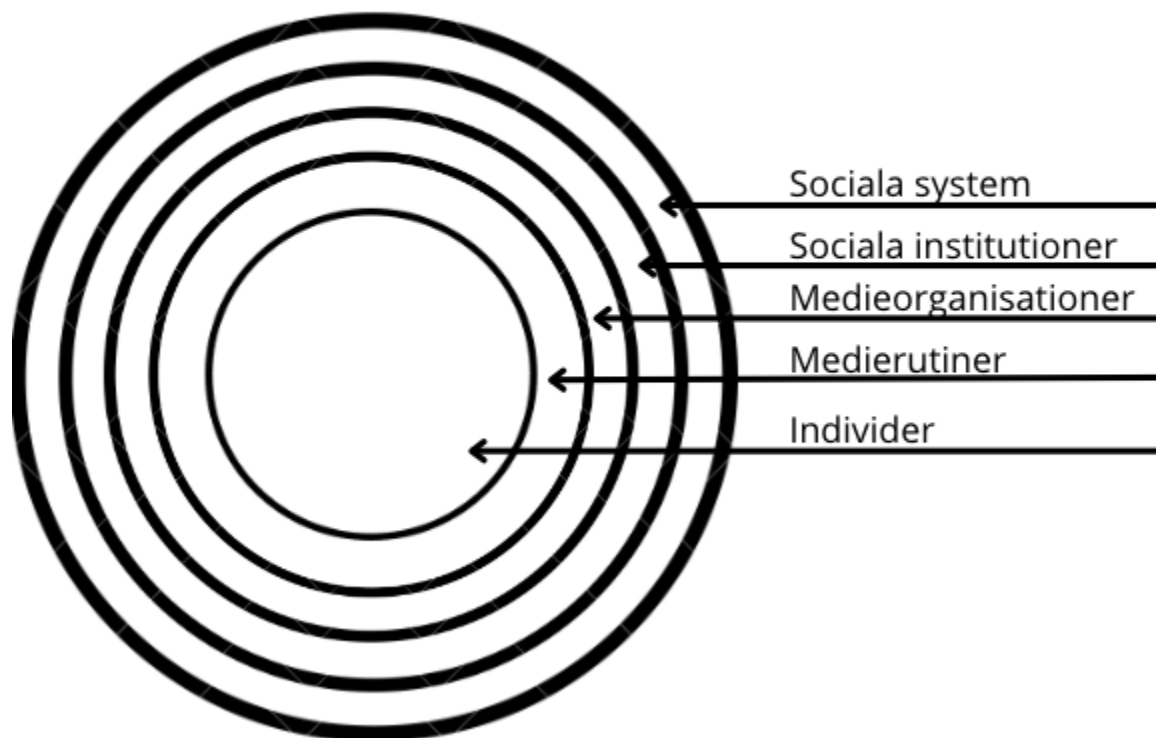 Sociala system
Sociala institutioner
Medieorganisationer
Medierutiner
Individer